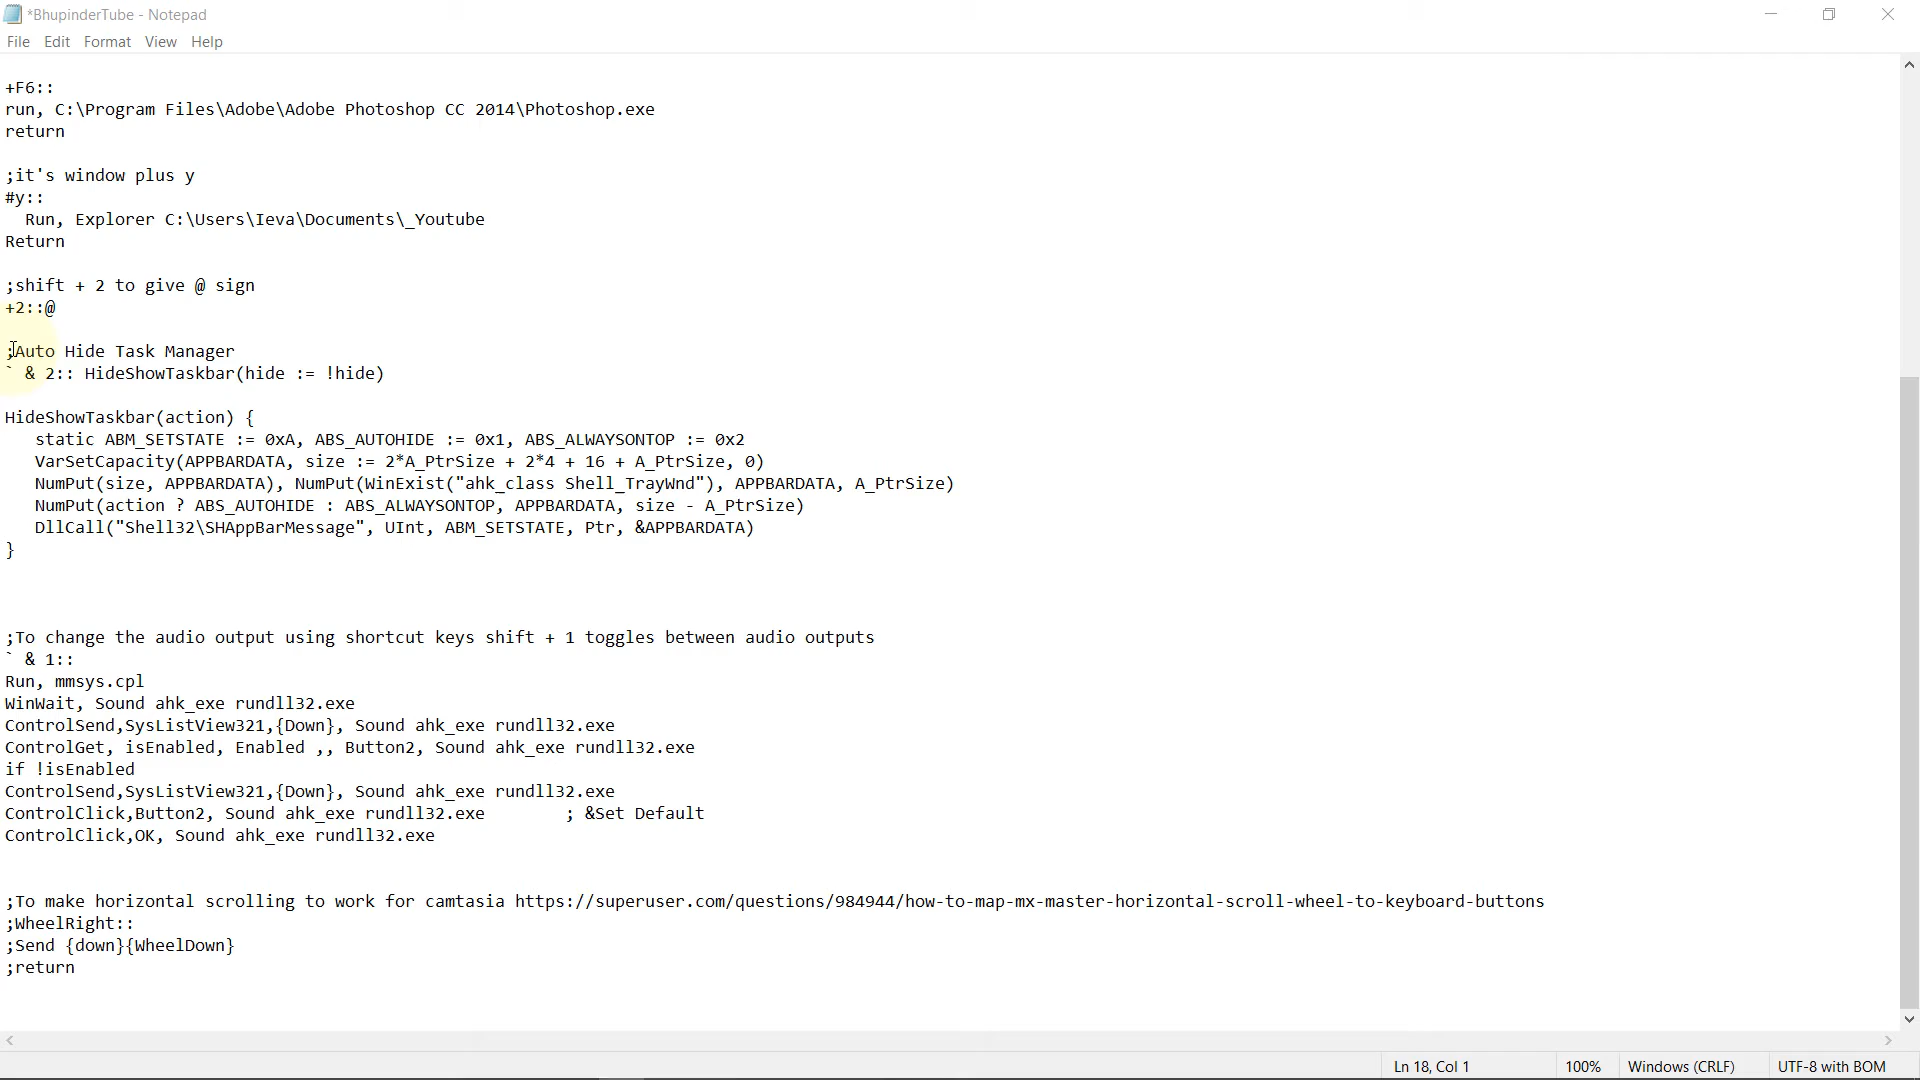 *BhupinderTube - Notepad
File Edit Format View Help
+F6::
run, C:\Program Files\Adobe\Adobe Photoshop CC 2014\Photoshop.exe
return
;it's window plus y
#y::
Run, Explorer C:\Users\Ieva\Documents\_Youtube
Return
;shift + 2 to give @ sign
+2::@
;Auto Hide Task Manager
` & 2:: HideShowTaskbar(hide := !hide)
HideShowTaskbar(action) {
static ABM_SETSTATE := 0xA, ABS_AUTOHIDE := 0x1, ABS_ALWAYSONTOP := 0x2
VarSetCapacity(APPBARDATA, size := 2*A_PtrSize + 2*4 + 16 + A_PtrSize, 0)
NumPut(size, APPBARDATA), NumPut(WinExist("ahk_class Shell_TrayWnd"), APPBARDATA, A_PtrSize)
NumPut(action ? ABS_AUTOHIDE : ABS_ALWAYSONTOP, APPBARDATA, size - A_PtrSize)
DllCall("Shell32\SHAppBarMessage", UInt, ABM_SETSTATE, Ptr, &APPBARDATA)
}
;To change the audio output using shortcut keys shift + 1 toggles between audio outputs
` & 1::
Run, mmsys.cpl
WinWait, Sound ahk_exe rundll32.exe
ControlSend,SysListView321,{Down}, Sound ahk_exe rundll32.exe
ControlGet, isEnabled, Enabled ,, Button2, Sound ahk_exe rundll32.exe
if !isEnabled
ControlSend,SysListView321,{Down}, Sound ahk_exe rundll32.exe
ControlClick,Button2, Sound ahk_exe rundll32.exe ; &Set Default
ControlClick,OK, Sound ahk_exe rundll32.exe
;To make horizontal scrolling to work for camtasia https://superuser.com/questions/984944/how-to-map-mx-master-horizontal-scroll-wheel-to-keyboard-buttons
;WheelRight::
;Send {down}{WheelDown}
;return
Ln 18, Col 1 100% Windows (CRLF) UTF-8 with BOM